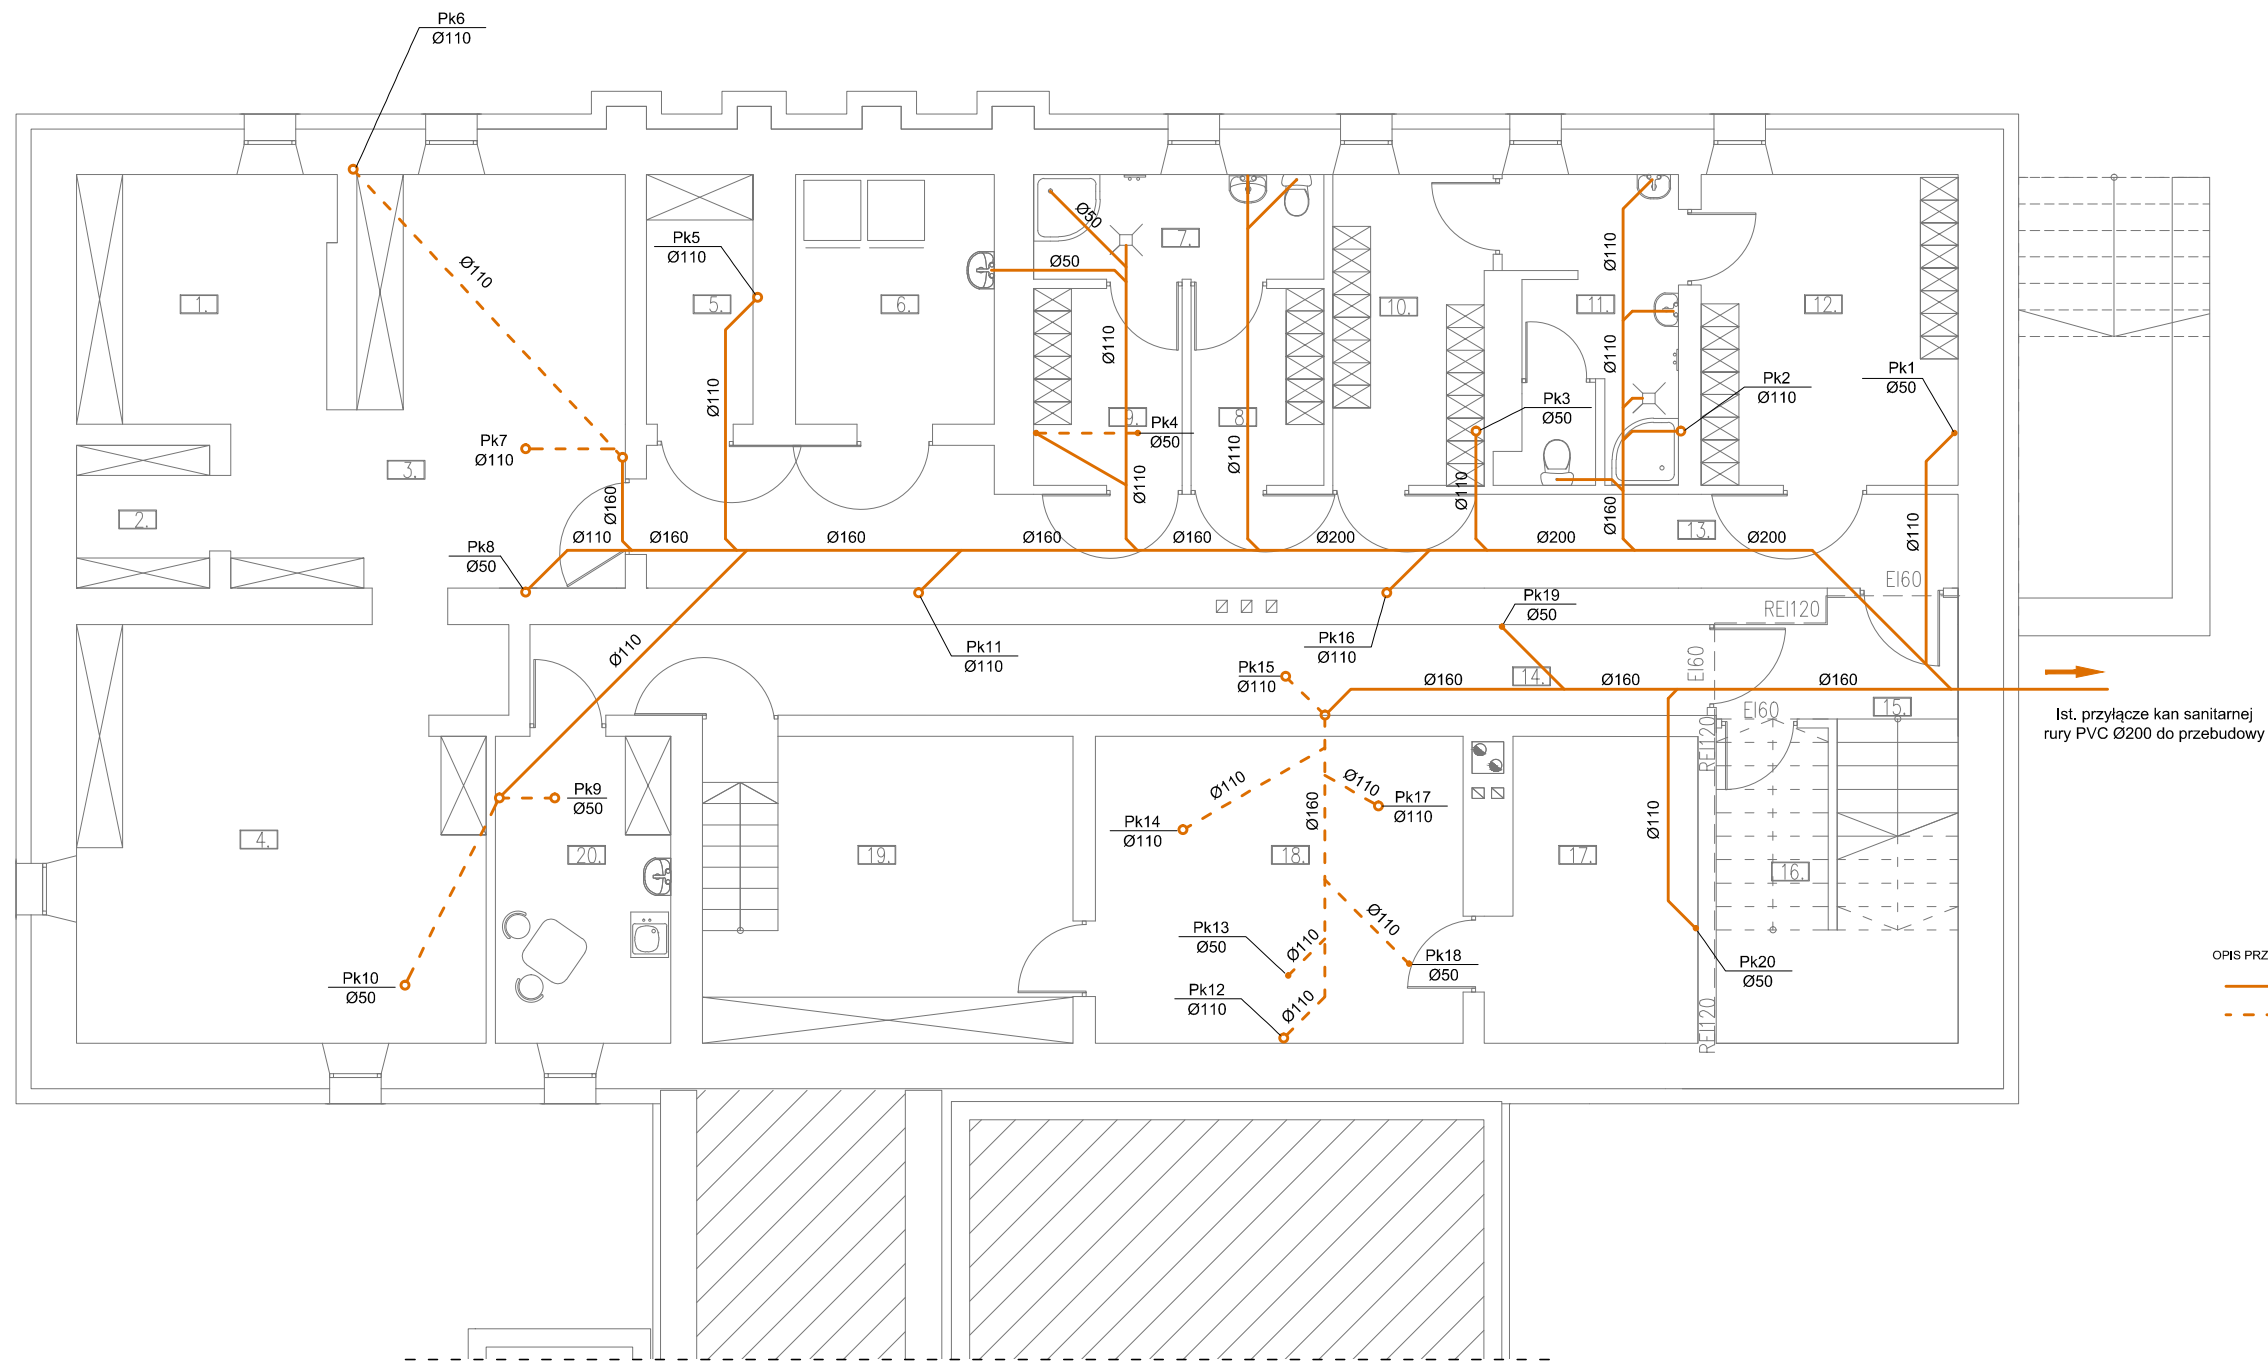 Pk6
Ø110
Ø110
Pk5
Ø110
Ø50
Ø50
7.
1.
5.
6.
10.
11.
12.
Ø110
Ø110
Ø110
Ø110
Pk1
Ø50
Pk2
Ø110
Pk3
Ø50
9.
8.
Pk4
Ø50
Pk7
Ø110
3.
Ø110
Ø110
Ø110
Ø160
Ø160
Ø110
2.
13.
Ø110
Ø160
Ø160
Ø160
Ø160
Ø200
Ø200
Ø200
Pk8
Ø50
EI60
REI120
Pk19
Ø50
Pk11
Ø110
Pk16
Ø110
Ø110
Pk15
Ø110
14.
EI60
Ø160
Ø160
Ø160
15.
EI60
REI120
Ist. przyłącze kan sanitarnej
rury PVC Ø200 do przebudowy
Pk9
Ø50
Ø110
Ø110
Pk17
Ø110
Pk14
Ø110
Ø160
Ø110
4.
20.
19.
18.
17.
16.
Ø110
Pk13
Ø50
Ø110
Pk18
Ø50
Pk20
Ø50
OPIS PRZ
Pk10
Ø50
Pk12
Ø110
Ø110
REI120